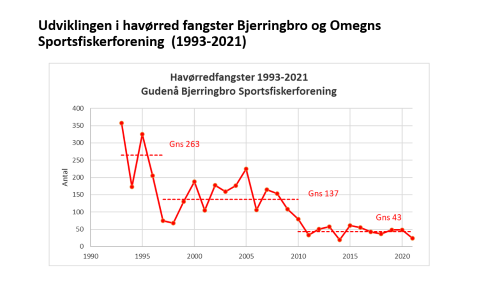 Udviklingen i havørred fangster Bjerringbro og Omegns
Sportsfiskerforening (1993-2021)
Havørredfangster 1993-2021
Gudenå Bjerringbro Sportsfiskerforening
400
350
300
250
200
150
100
50
0
Antal
Gns 263
Gns 137
Gns 43
1990
1995
2000
2005
2010
2015
2020